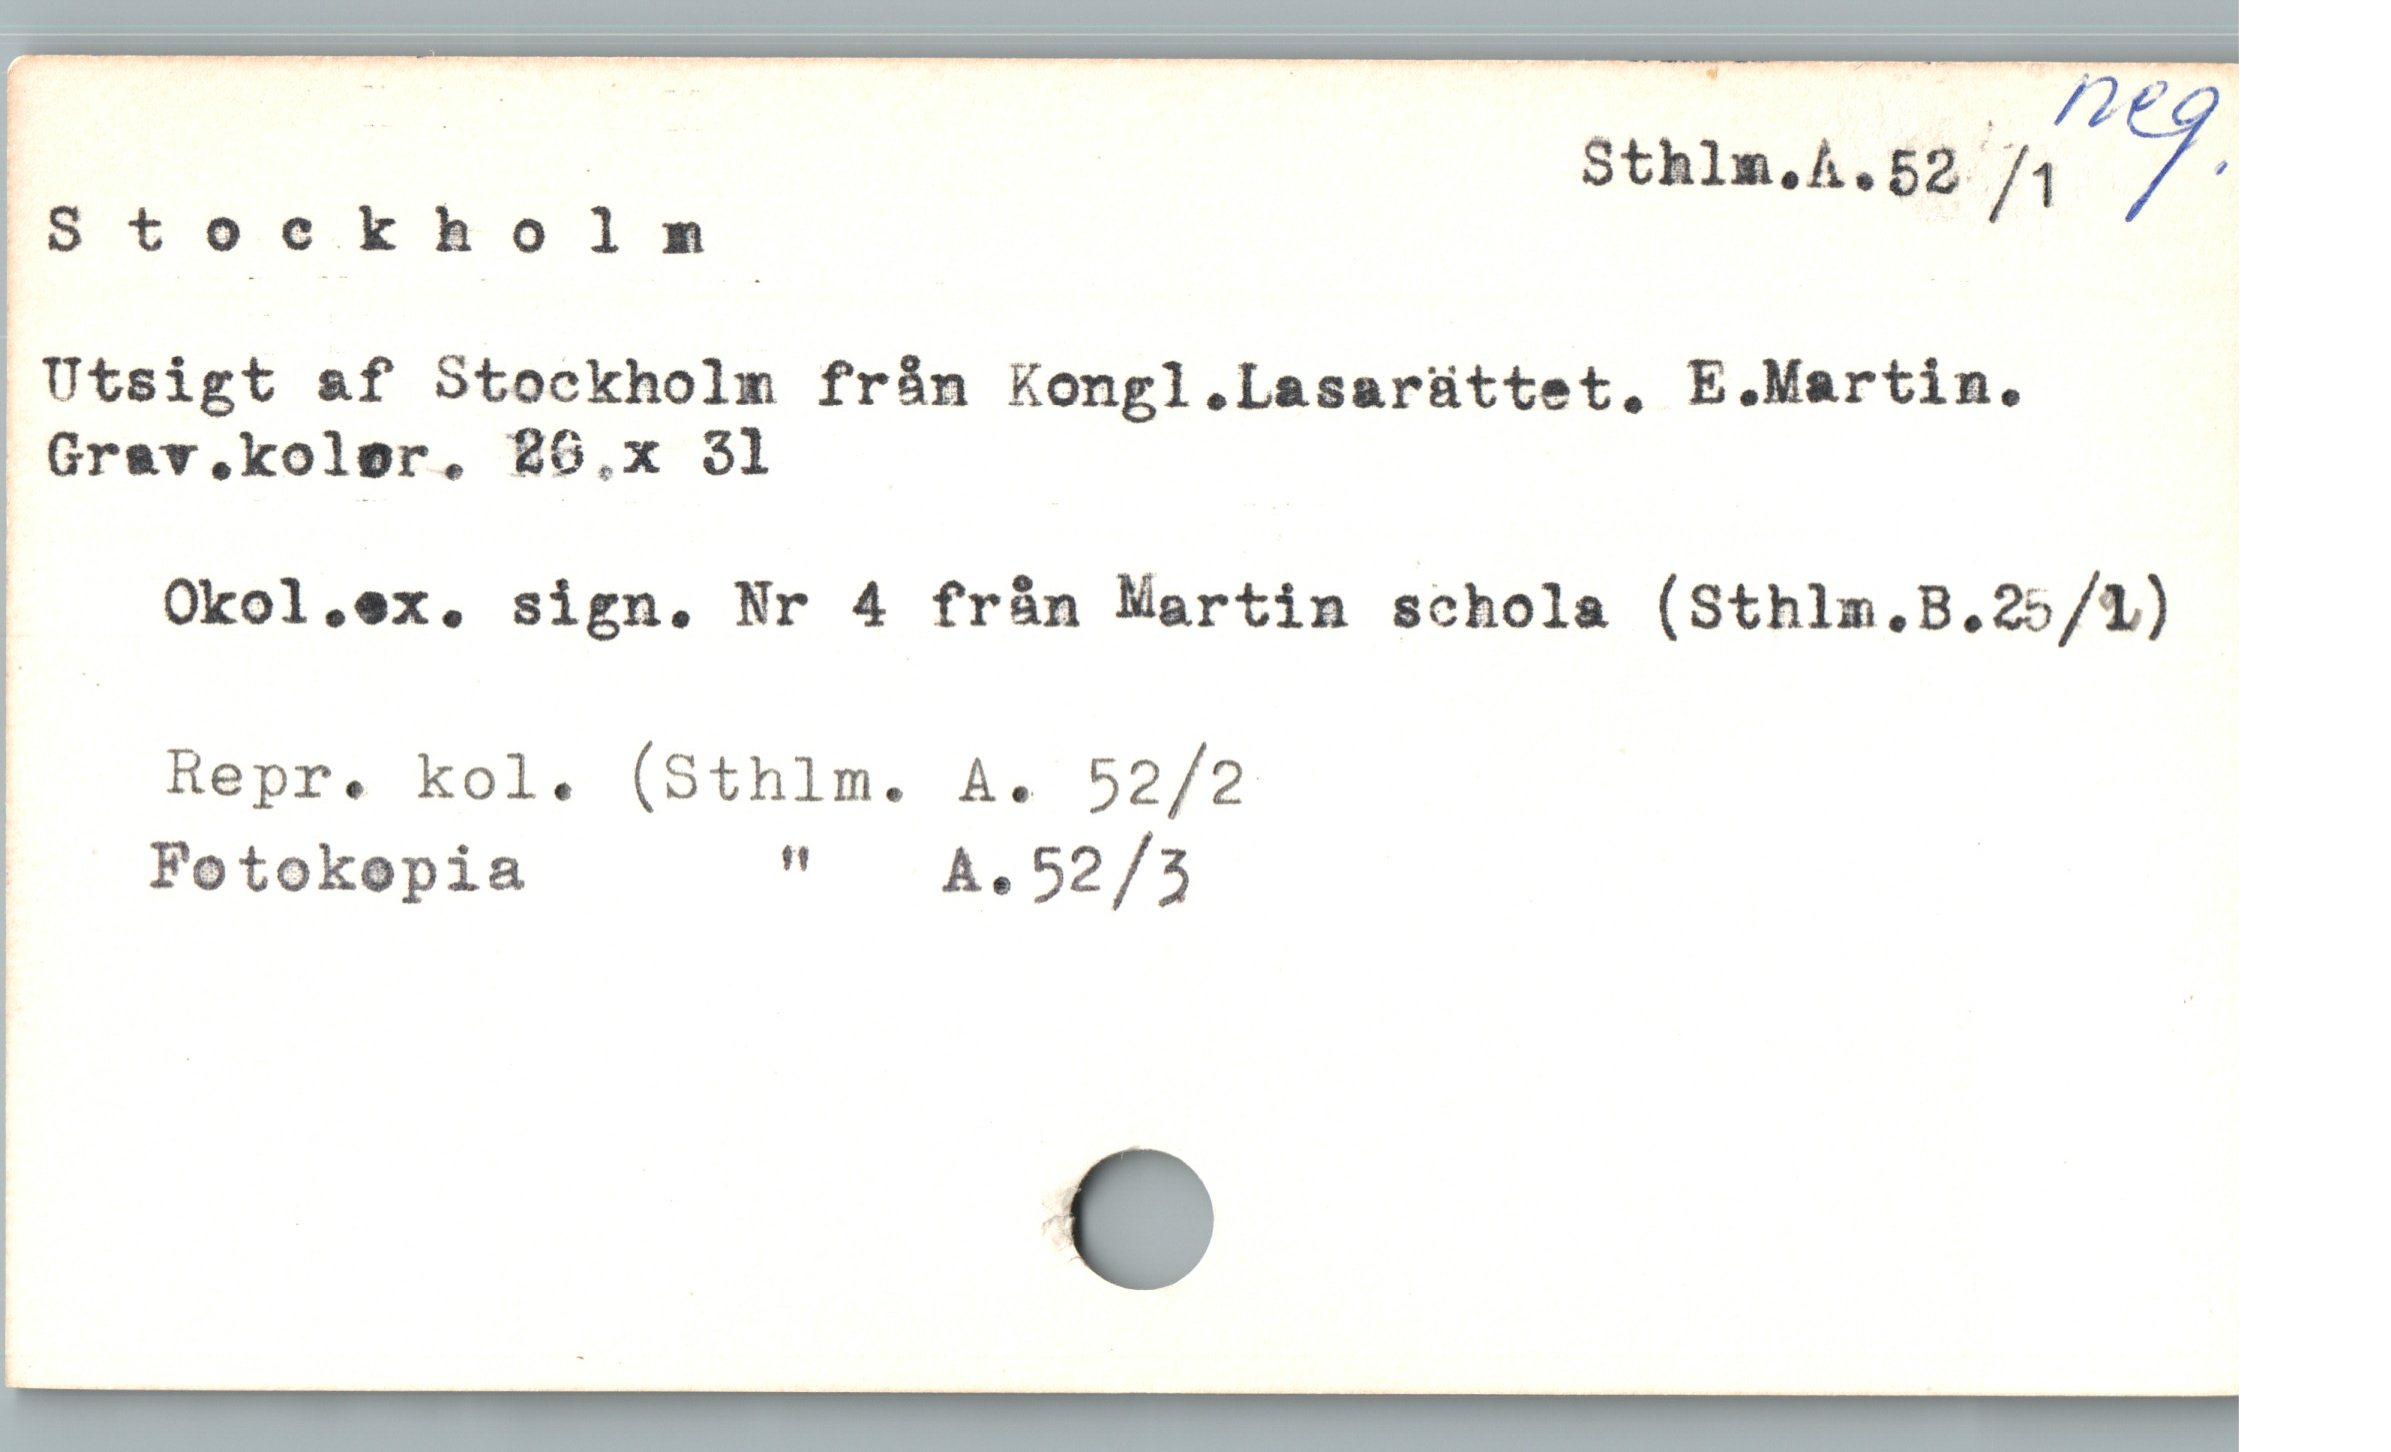 neg.
Sthlm.A.52 /1
S t o c k h o l m
Utsigt af Stockholm från Kongl.Lasarättet. E.Martin.
Grav.kolor. 26.x 31
Okol.ex. sign. Nr 4 från Martin schola (Sthlm.B.25/1)
Repr. kol. (Sthlm. A. 52/2
Fotokopia " A.52/3